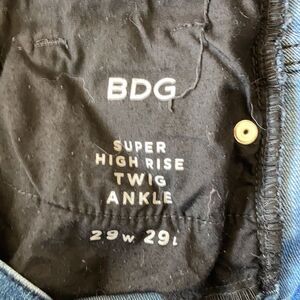 BDG
SUPER
HIGH RISE
TWIG
ANKLE
29W 29L